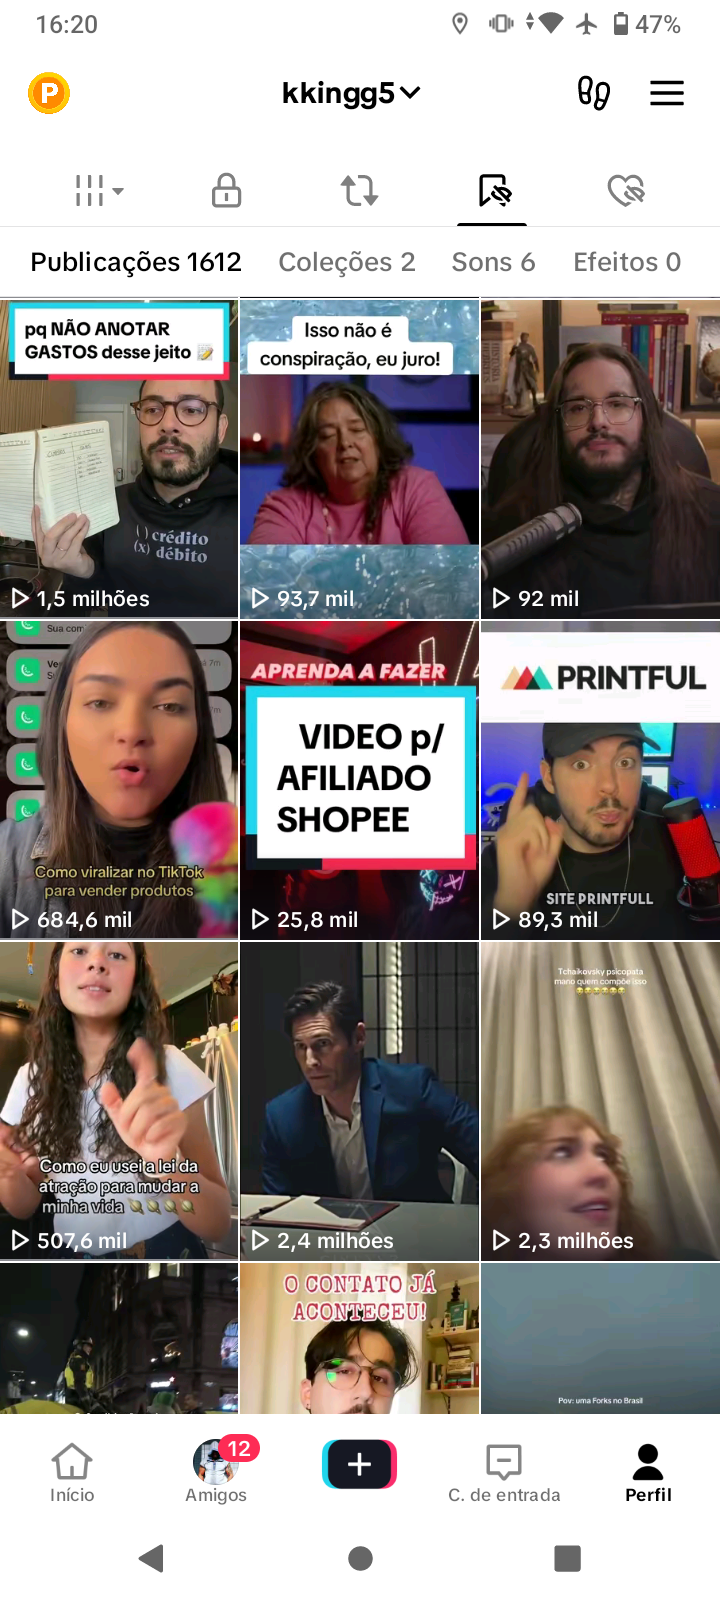 16:20
47%
P
kkingg5
Publicações 1612
Coleções 2
Sons 6
Efeitos 0
pq NÃO ANOTAR
GASTOS desse jeito
( ) crédito
(x) débito
1,5 milhões
Isso não é
conspiração, eu juro!
93,7 mil
92 mil
Sua com
Ve
7m
Como viralizar no TikTok
para vender produtos
684,6 mil
APRENDA A FAZER
VIDEO p/
AFILIADO
SHOPEE
25,8 mil
PRINTFUL
SITE PRINTFULL
89,3 mil
Como eu usei a lei da
atração para mudar a
minha vida
507,6 mil
2,4 milhões
Tchaikovsky psicopata
mano quem compõe isso
2,3 milhões
O CONTATO JÁ
ACONTECEU!
Pov: uma Forks no Brasil
Início
12
Amigos
C. de entrada
Perfil